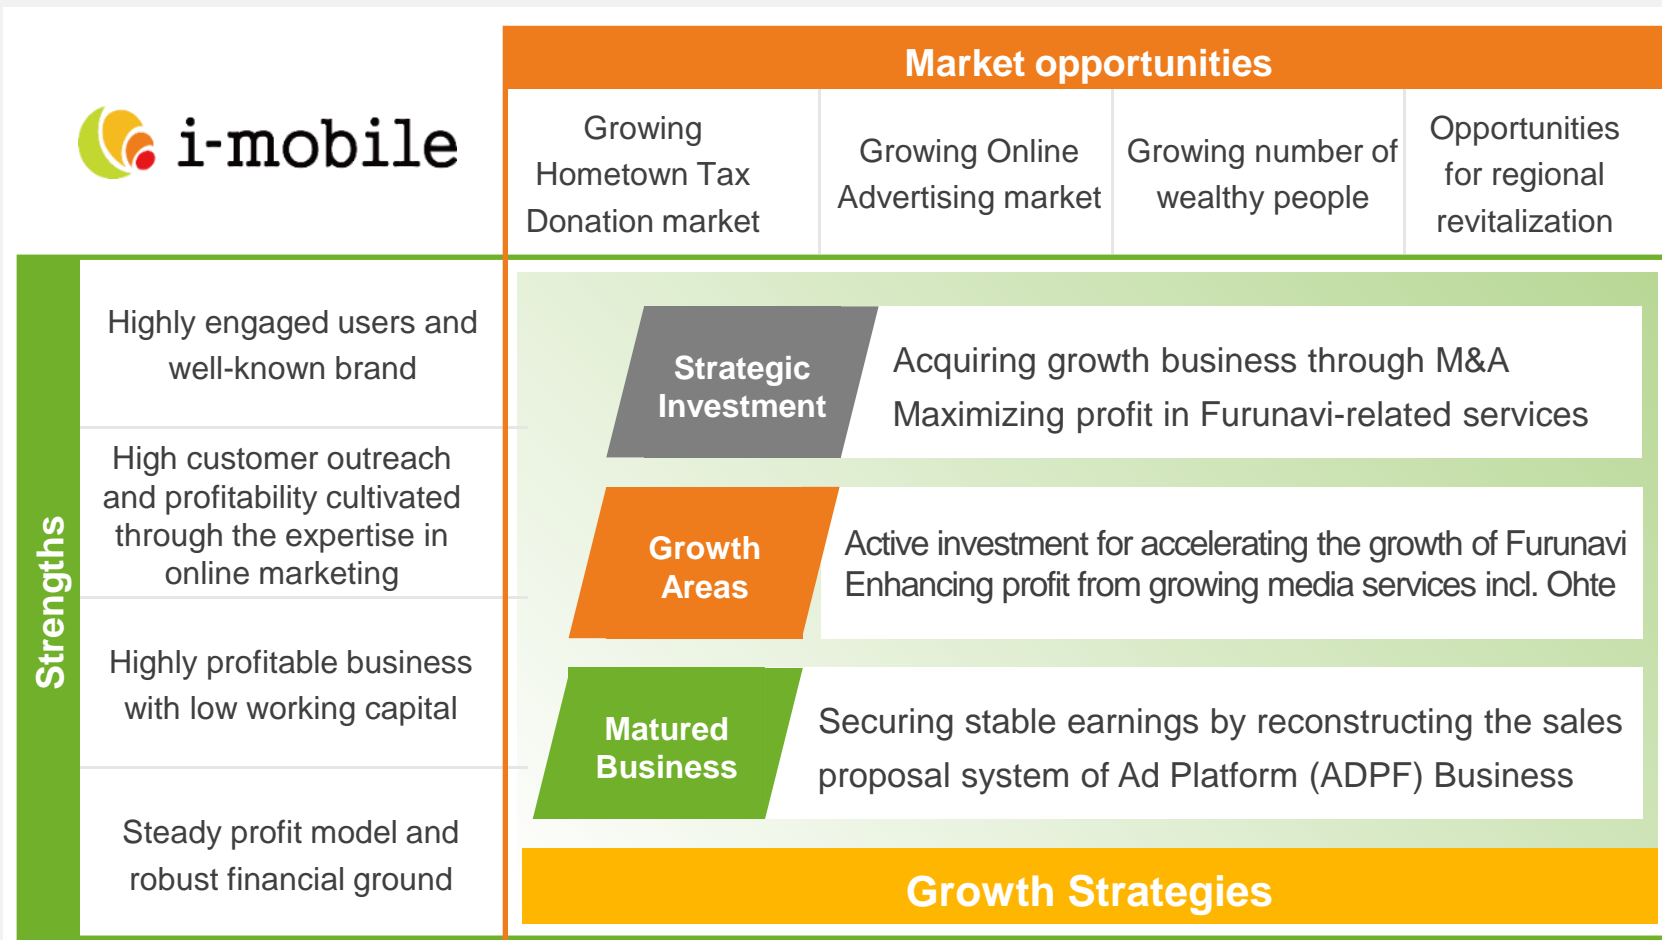 i-mobile
Market opportunities
Growing
Hometown Tax
Donation market
Growing Online
Advertising market
Growing number of
wealthy people
Opportunities
for regional
revitalization
Strengths
Highly engaged users and
well-known brand
High customer outreach
and profitability cultivated
through the expertise in
online marketing
Highly profitable business
with low working capital
Steady profit model and
robust financial ground
Strategic
Investment
Acquiring growth business through M&A
Maximizing profit in Furunavi-related services
Growth
Areas
Active investment for accelerating the growth of Furunavi
Enhancing profit from growing media services incl. Ohte
Matured
Business
Securing stable earnings by reconstructing the sales
proposal system of Ad Platform (ADPF) Business
Growth Strategies